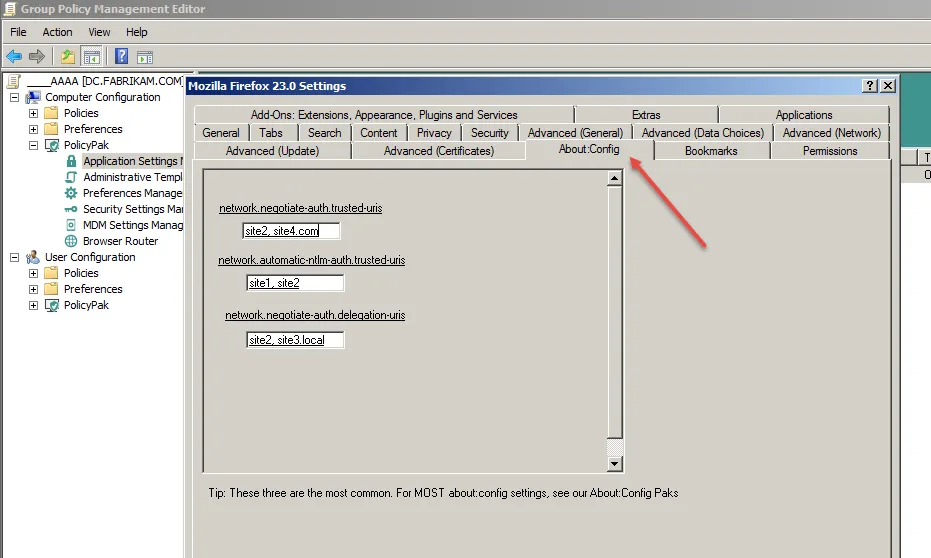 Group Policy Management Editor
File Action View Help
____AAAA [DC.FABRIKAM.COM]
Computer Configuration
Policies
Preferences
PolicyPak
Application Settings M
Administrative Templ
Preferences Manage
Security Settings Mar
MDM Settings Manag
Browser Router
User Configuration
Policies
Preferences
PolicyPak
Mozilla Firefox 23.0 Settings
Add-Ons: Extensions, Appearance, Plugins and Services Extras Applications
General Tabs Search Content Privacy Security Advanced (General) Advanced (Data Choices) Advanced (Network)
Advanced (Update) Advanced (Certificates) About:Config Bookmarks Permissions
network.negotiate-auth.trusted-uris
site2, site4.com
network.automatic-ntlm-auth.trusted-uris
site1, site2
network.negotiate-auth.delegation-uris
site2, site3.local
Tip: These three are the most common. For MOST about:config settings, see our About:Config Paks